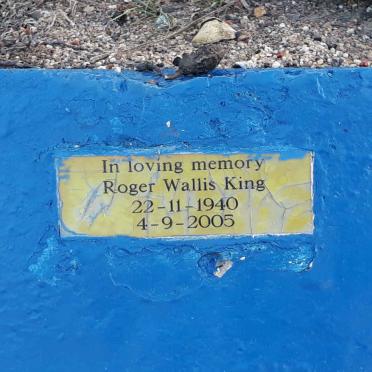 In loving memory
Roger Wallis King
22-11-1940
4-9-2005